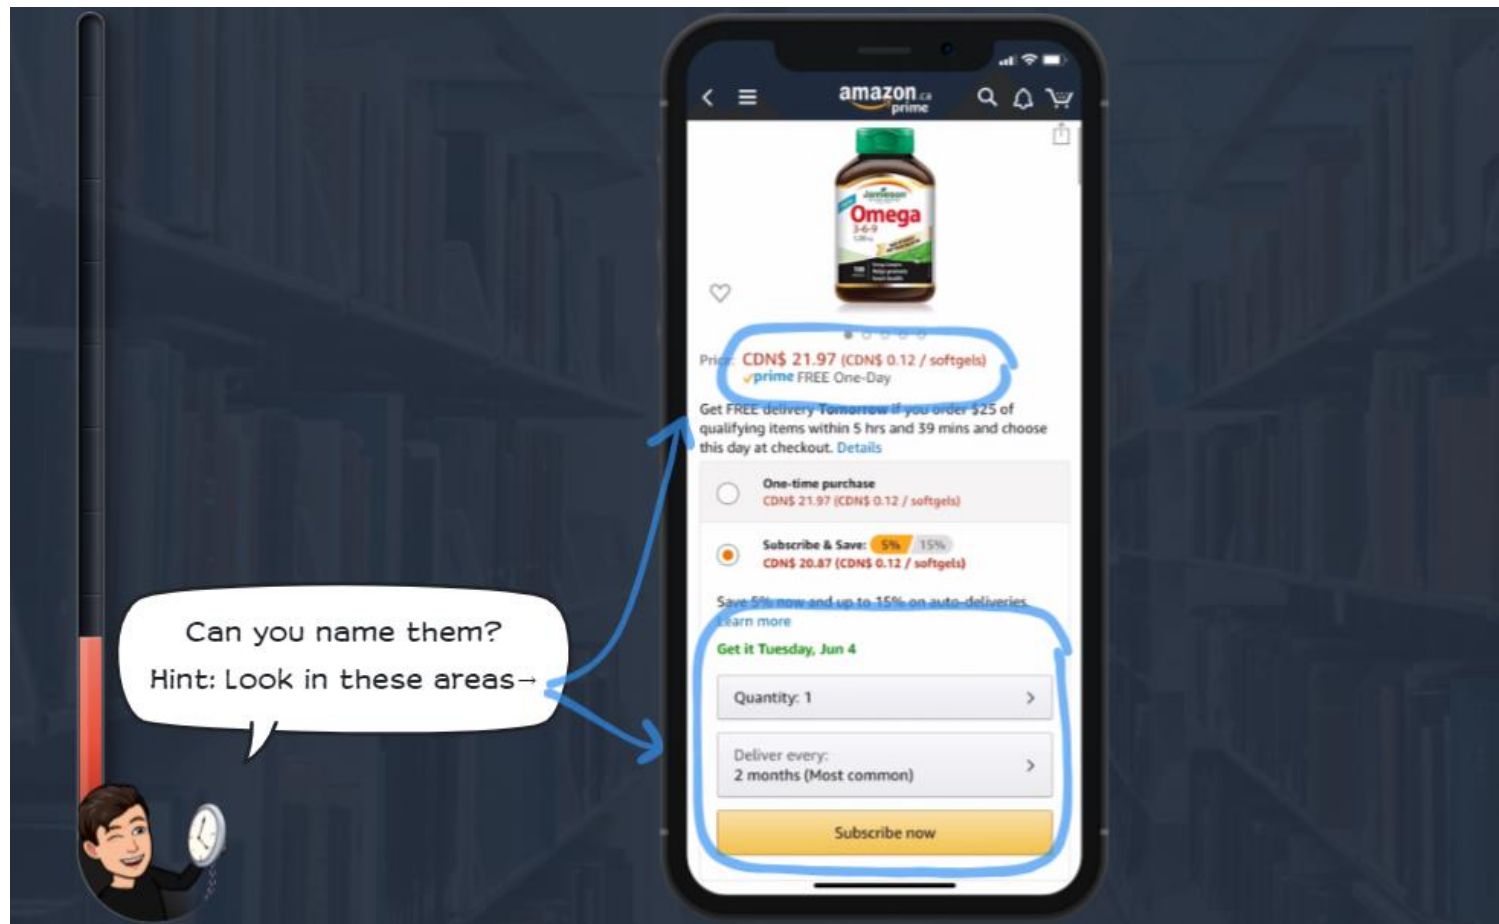 amazon.ca
prime
Jamieson
Omega
3-6-9
Price: CDN$ 21.97 (CDN$ 0.12 / softgels)
prime FREE One-Day
Get FREE delivery Tomorrow if you order $25 of
qualifying items within 5 hrs and 39 mins and choose
this day at checkout. Details
One-time purchase
CDN$ 21.97 (CDN$ 0.12 / softgels)
Subscribe & Save: 5% 15%
CDN$ 20.87 (CDN$ 0.12 / softgels)
Save 5% now and up to 15% on auto-deliveries
Learn more
Get it Tuesday, Jun 4
Quantity: 1
Deliver every:
2 months (Most common)
Subscribe now
Can you name them?
Hint: Look in these areas→